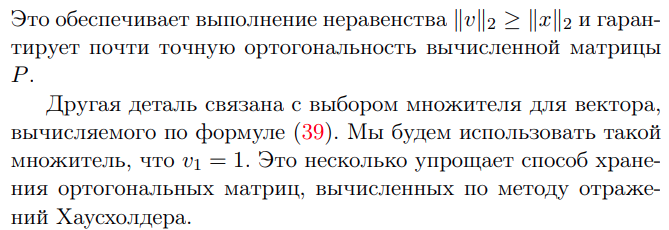 Это обеспечивает выполнение неравенства ‖v‖₂ ≥ ‖x‖₂ и гаран-
тирует почти точную ортогональность вычисленной матрицы
P.
Другая деталь связана с выбором множителя для вектора,
вычисляемого по формуле (39). Мы будем использовать такой
множитель, что v₁ = 1. Это несколько упрощает способ хране-
ния ортогональных матриц, вычисленных по методу отраже-
ний Хаусхолдера.